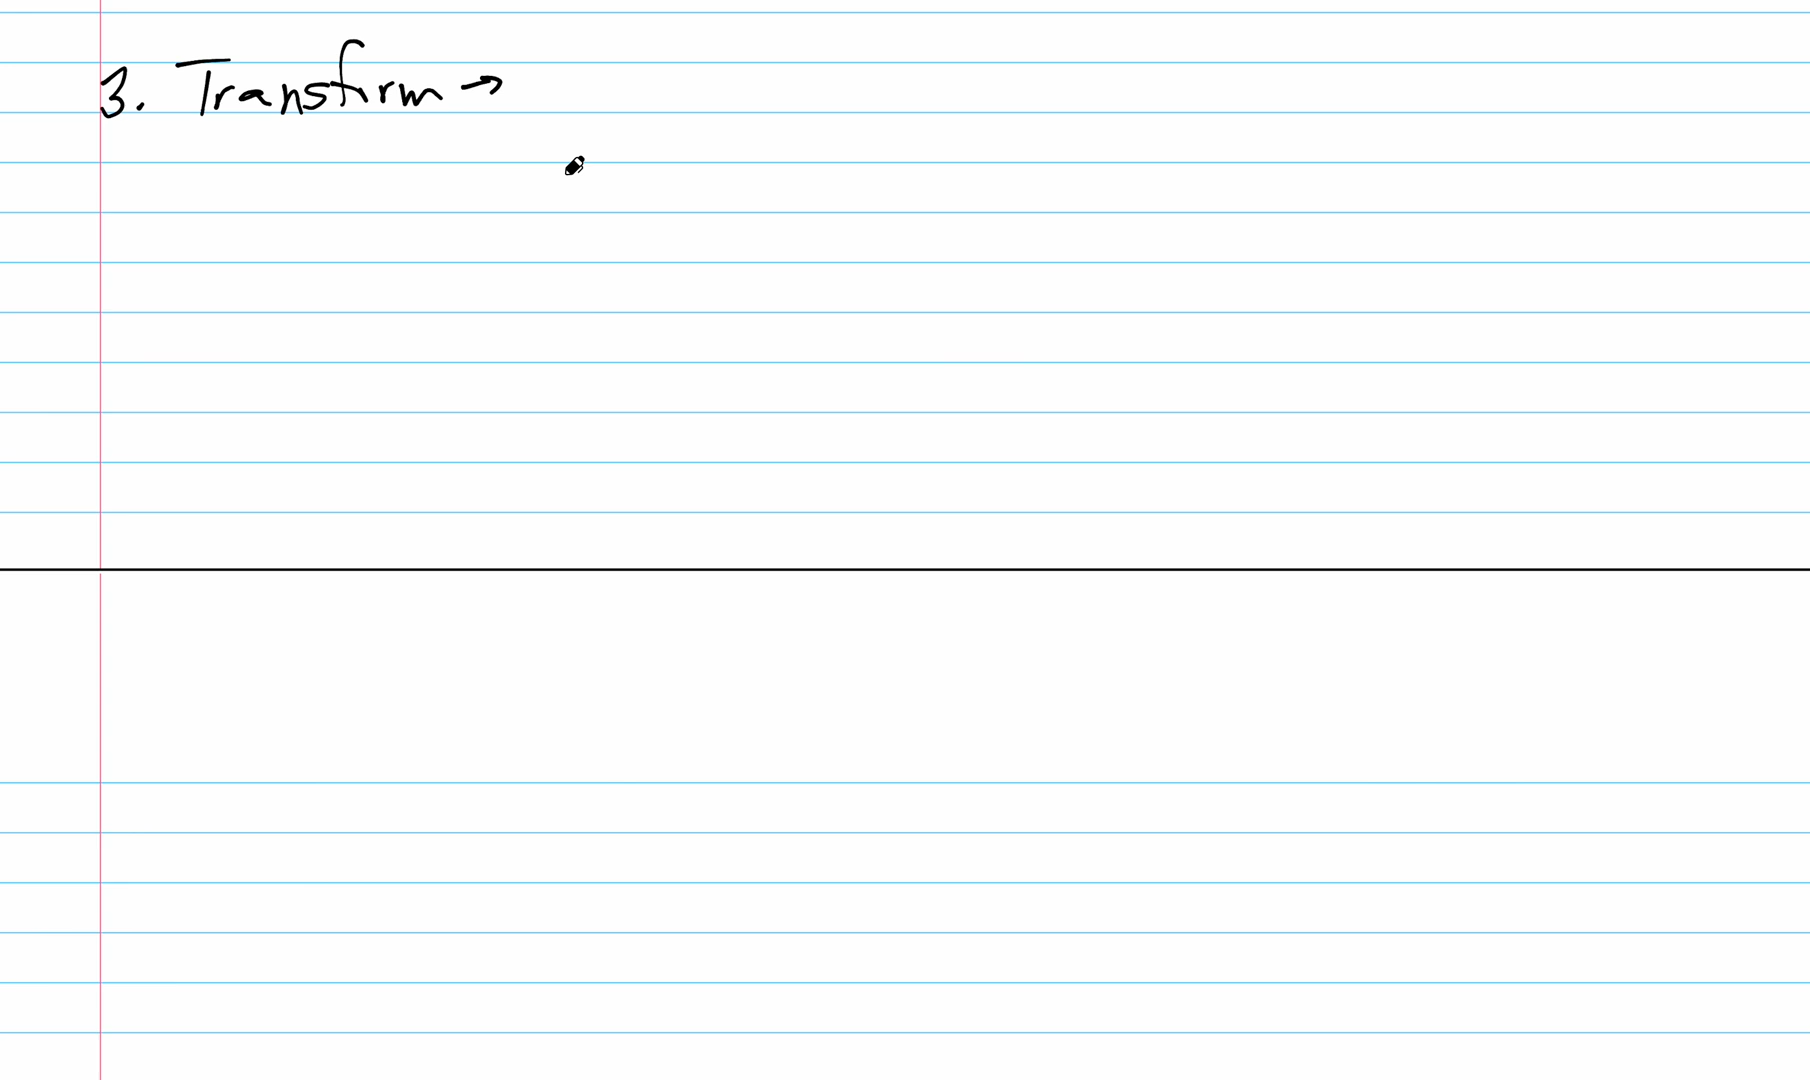 3. Transform →